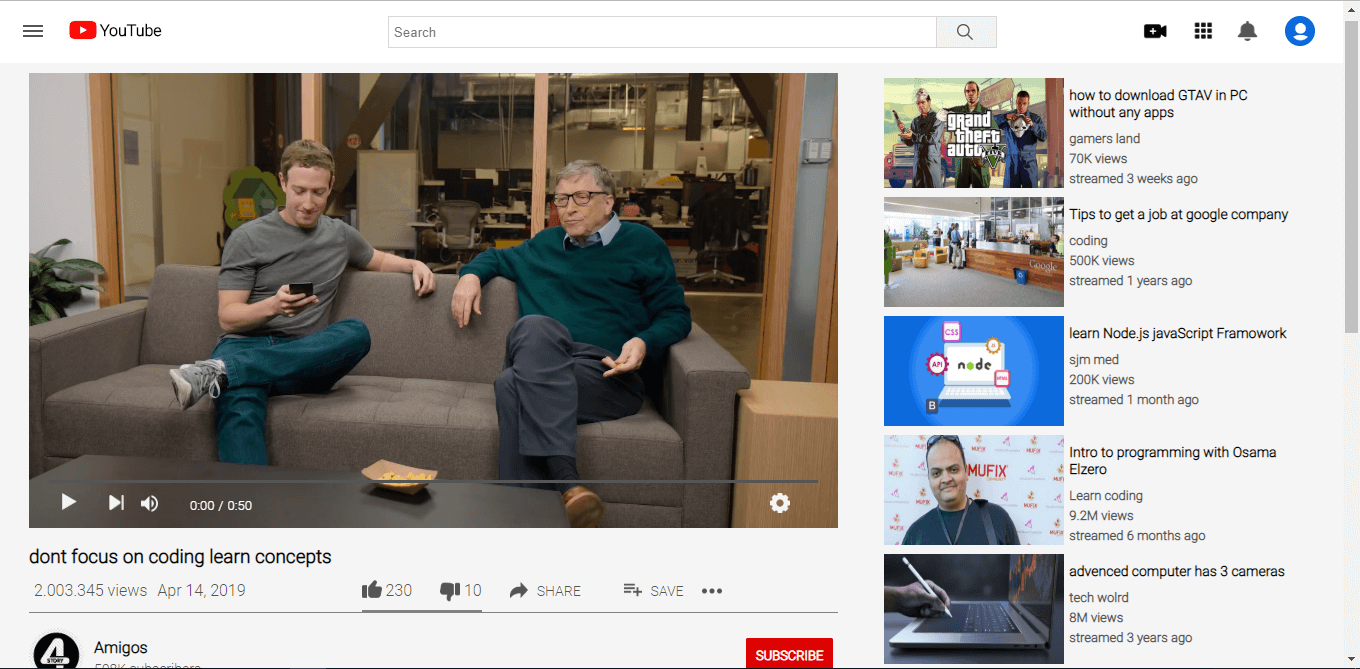 YouTube
Search
0:00 / 0:50
dont focus on coding learn concepts
2.003.345 views Apr 14, 2019
230
10
SHARE
SAVE
4
STORY
Amigos
598K subscribers
SUBSCRIBE
grand
theft
auto
V
how to download GTAV in PC
without any apps
gamers land
70K views
streamed 3 weeks ago
Google
Tips to get a job at google company
coding
500K views
streamed 1 years ago
CSS
API
JS
node
HTML
B
learn Node.js javaScript Framowork
sjm med
200K views
streamed 1 month ago
MUFIX
Intro to programming with Osama
Elzero
Learn coding
9.2M views
streamed 6 months ago
advenced computer has 3 cameras
tech wolrd
8M views
streamed 3 years ago